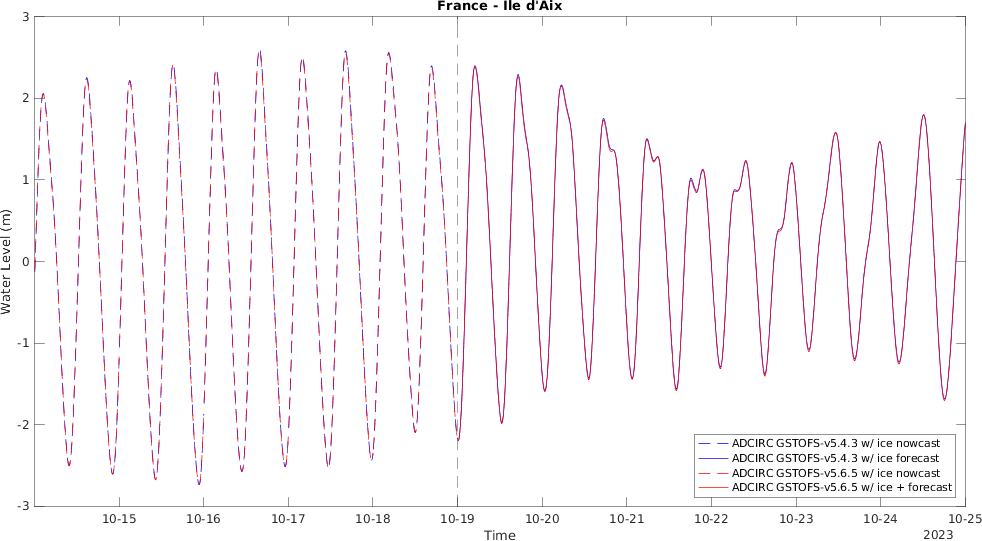 France - Ile d'Aix
3
2
1
0
-1
-2
-3
Water Level (m)
ADCIRC GSTOFS-v5.4.3 w/ ice nowcast
ADCIRC GSTOFS-v5.4.3 w/ ice forecast
ADCIRC GSTOFS-v5.6.5 w/ ice nowcast
ADCIRC GSTOFS-v5.6.5 w/ ice + forecast
10-15 10-16 10-17 10-18 10-19 10-20 10-21 10-22 10-23 10-24 10-25
Time
2023